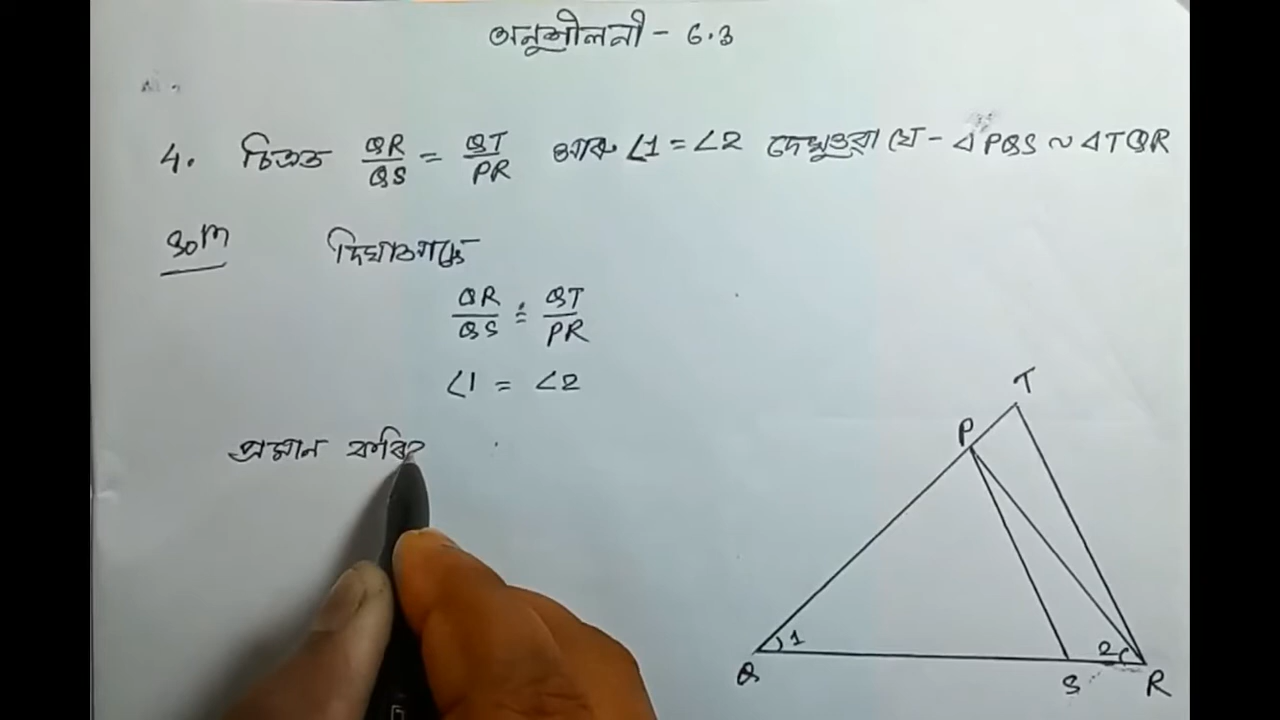 অনুশীলনী - 6.3
4. চিত্ৰত QR/QS = QT/PR আৰু ∠1 = ∠2 দেখুওৱা যে - ΔPQS ~ ΔTQR
Solⁿ দিয়া আছে
QR/QS = QT/PR
∠1 = ∠2
প্ৰমান কৰিব
T
P
1
2
Q
S
R